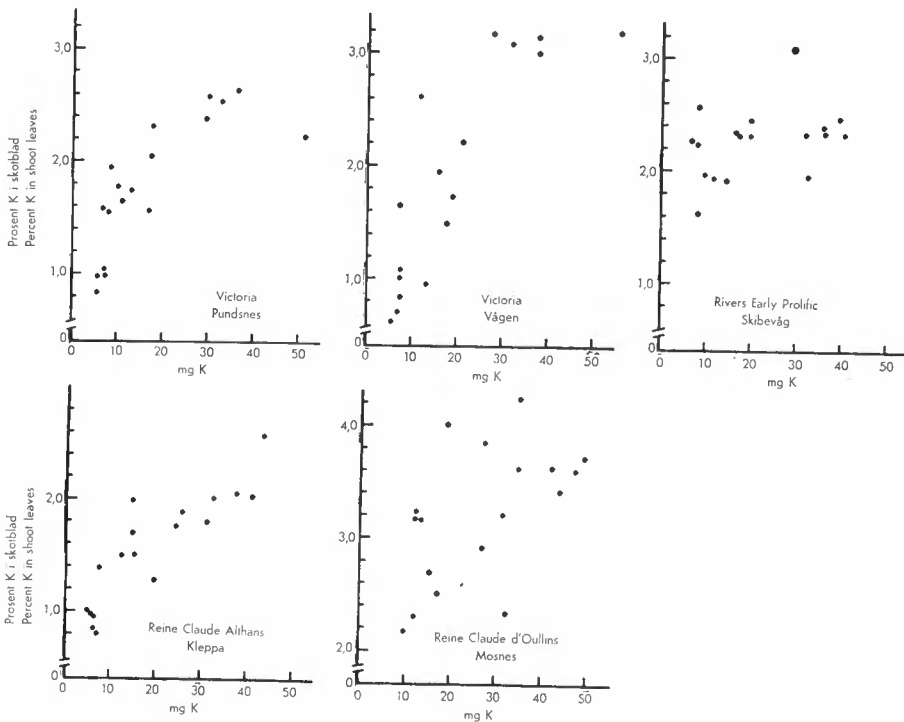 Prosent K i skotblad
Percent K in shoot leaves
3,0
2,0
1,0
0
0 10 20 30 40 50
mg K
Victoria
Pundsnes
3,0
2,0
1,0
0
0 10 20 30 40 50
mg K
Victoria
Vågen
3,0
2,0
1,0
0
0 10 20 30 40 50
mg K
Rivers Early Prolific
Skibevåg
Prosent K i skotblad
Percent K in shoot leaves
2,0
1,0
0
0 10 20 30 40 50
mg K
Reine Claude Althans
Kleppa
4,0
3,0
2,0
0
0 10 20 30 40 50
mg K
Reine Claude d'Oullins
Mosnes